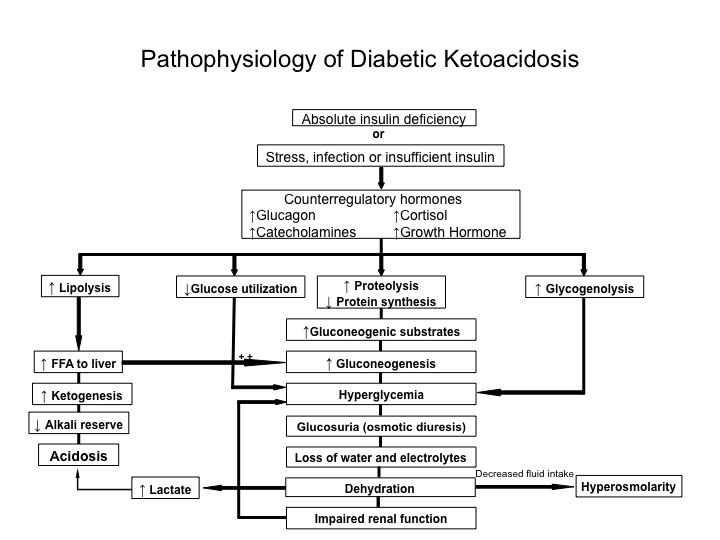 Pathophysiology of Diabetic Ketoacidosis
Absolute insulin deficiency
or
Stress, infection or insufficient insulin
Counterregulatory hormones
↑Glucagon ↑Cortisol
↑Catecholamines ↑Growth Hormone
↑ Lipolysis
↓Glucose utilization
↑ Proteolysis
↓ Protein synthesis
↑ Glycogenolysis
↑Gluconeogenic substrates
↑ FFA to liver
++
↑ Gluconeogenesis
↑ Ketogenesis
Hyperglycemia
↓ Alkali reserve
Glucosuria (osmotic diuresis)
Acidosis
Loss of water and electrolytes
↑ Lactate
Dehydration
Decreased fluid intake
Hyperosmolarity
Impaired renal function